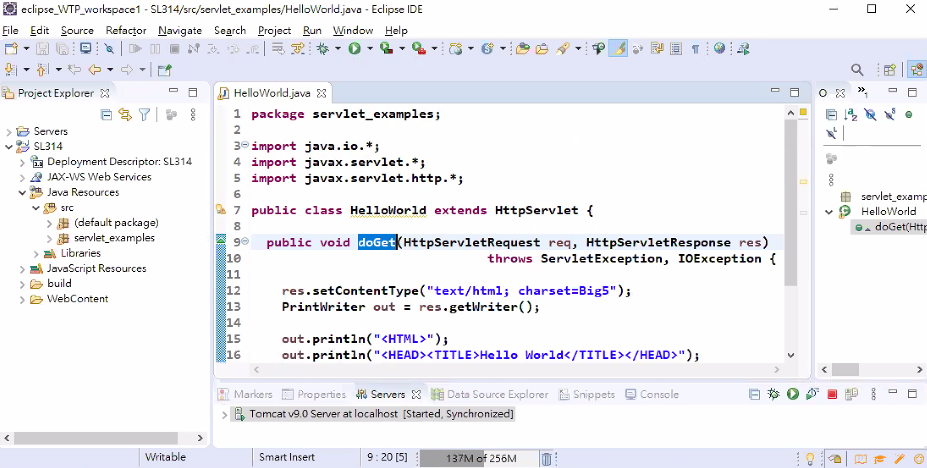 eclipse_WTP_workspace1 - SL314/src/servlet_examples/HelloWorld.java - Eclipse IDE
File Edit Source Refactor Navigate Search Project Run Window Help
Project Explorer
Servers
SL314
Deployment Descriptor: SL314
JAX-WS Web Services
Java Resources
src
(default package)
servlet_examples
Libraries
JavaScript Resources
build
WebContent
HelloWorld.java
1 package servlet_examples;
2
3 import java.io.*;
4 import javax.servlet.*;
5 import javax.servlet.http.*;
6
7 public class HelloWorld extends HttpServlet {
8
9 public void doGet(HttpServletRequest req, HttpServletResponse res)
10 throws ServletException, IOException {
11
12 res.setContentType("text/html; charset=Big5");
13 PrintWriter out = res.getWriter();
14
15 out.println("<HTML>");
16 out.println("<HEAD><TITLE>Hello World</TITLE></HEAD>");
O
servlet_examp
HelloWorld
doGet(Http
Markers Properties Servers Data Source Explorer Snippets Console
Tomcat v9.0 Server at localhost [Started, Synchronized]
Writable Smart Insert 9 : 20 [5] 137M of 256M